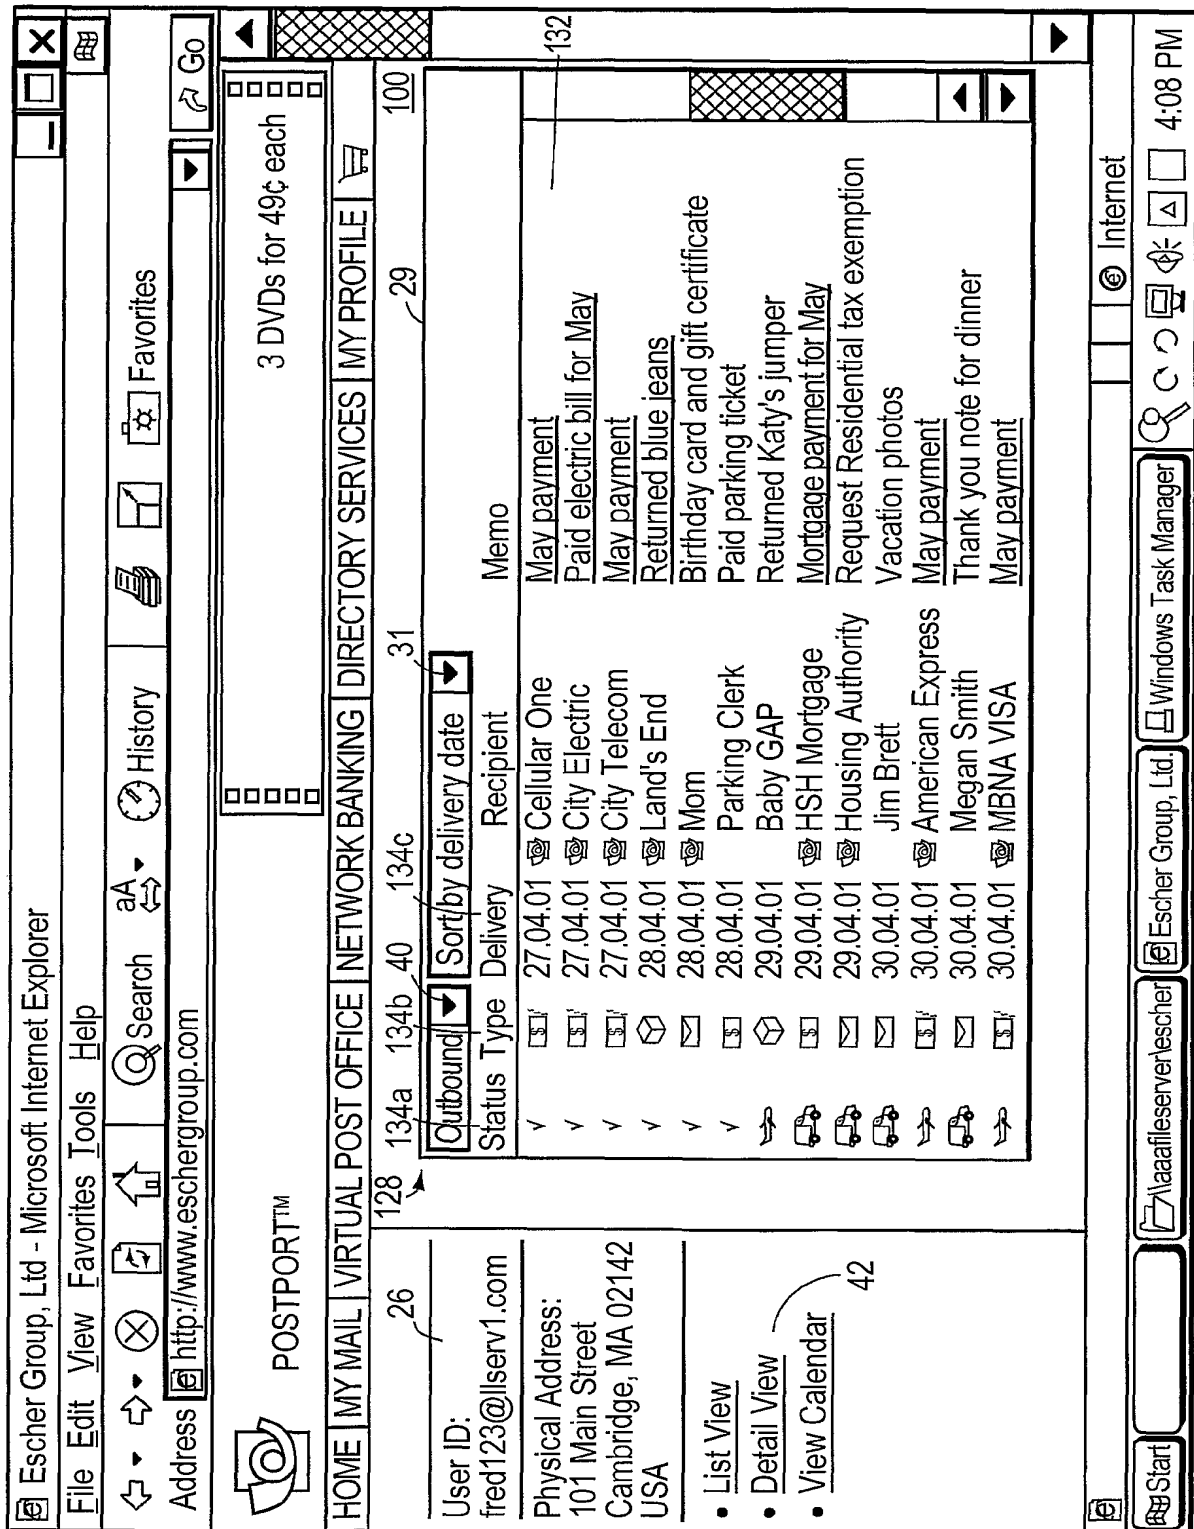 Escher Group, Ltd - Microsoft Internet Explorer
File Edit View Favorites Tools Help
Search aA History Favorites
Address http://www.eschergroup.com Go
POSTPORT™
3 DVDs for 49¢ each
HOME | MY MAIL | VIRTUAL POST OFFICE | NETWORK BANKING | DIRECTORY SERVICES | MY PROFILE
26
User ID:
fred123@llserv1.com
Physical Address:
101 Main Street
Cambridge, MA 02142
USA
• List View
• Detail View
• View Calendar
42
128 134a 134b 40 134c 31 29 100
Outbound Sort by delivery date
Status Type Delivery Recipient Memo
132
√ $ 27.04.01 Cellular One May payment
√ $ 27.04.01 City Electric Paid electric bill for May
√ $ 27.04.01 City Telecom May payment
√ 28.04.01 Land's End Returned blue jeans
√ 28.04.01 Mom Birthday card and gift certificate
√ $ 28.04.01 Parking Clerk Paid parking ticket
29.04.01 Baby GAP Returned Katy's jumper
$ 29.04.01 HSH Mortgage Mortgage payment for May
29.04.01 Housing Authority Request Residential tax exemption
30.04.01 Jim Brett Vacation photos
$ 30.04.01 American Express May payment
30.04.01 Megan Smith Thank you note for dinner
$ 30.04.01 MBNA VISA May payment
Internet
Start \\aaafileserver\escher Escher Group, Ltd. Windows Task Manager 4:08 PM